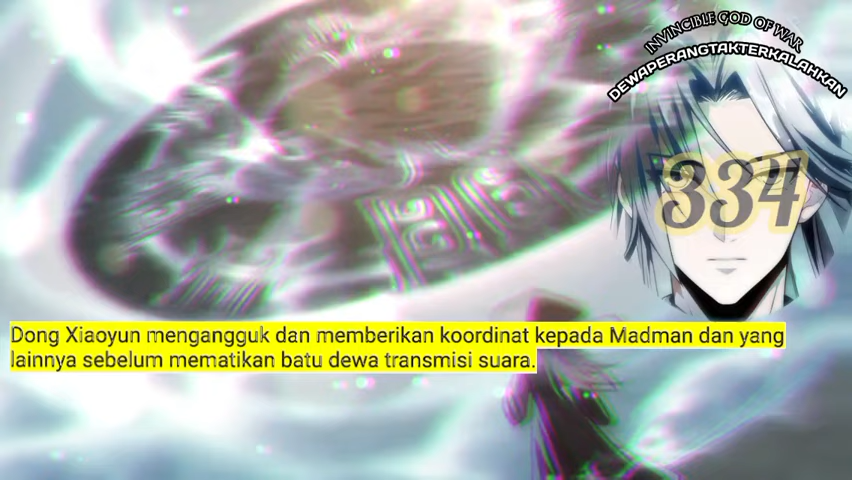 INVINCIBLE GOD OF WAR
DEWAPERANGTAKTERKALAHKAN
334
Dong Xiaoyun mengangguk dan memberikan koordinat kepada Madman dan yang
lainnya sebelum mematikan batu dewa transmisi suara.